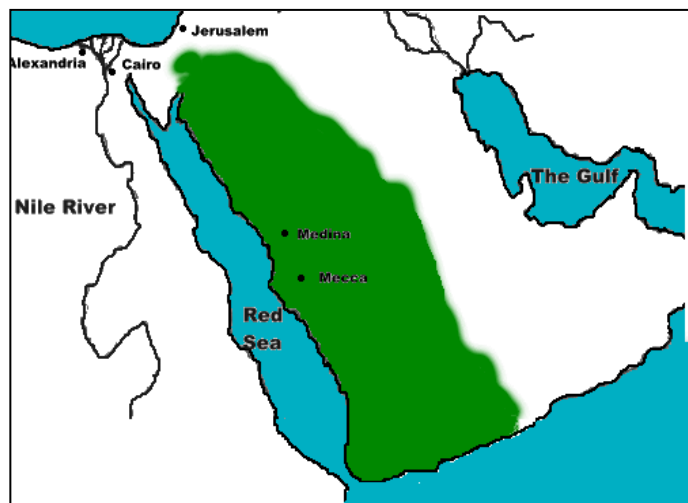 Jerusalem
Alexandria
Cairo
The Gulf
Nile River
Medina
Mecca
Red
Sea